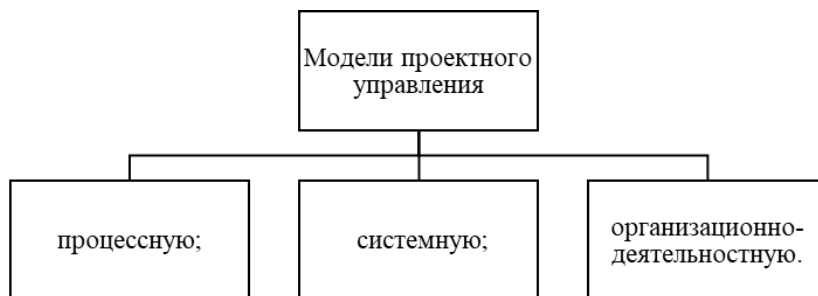 Модели проектного
управления
процессную;
системную;
организационно-
деятельностную.